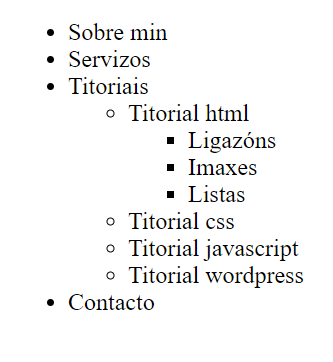 Sobre min
Servizos
Titoriais
Titorial html
Ligazóns
Imaxes
Listas
Titorial css
Titorial javascript
Titorial wordpress
Contacto